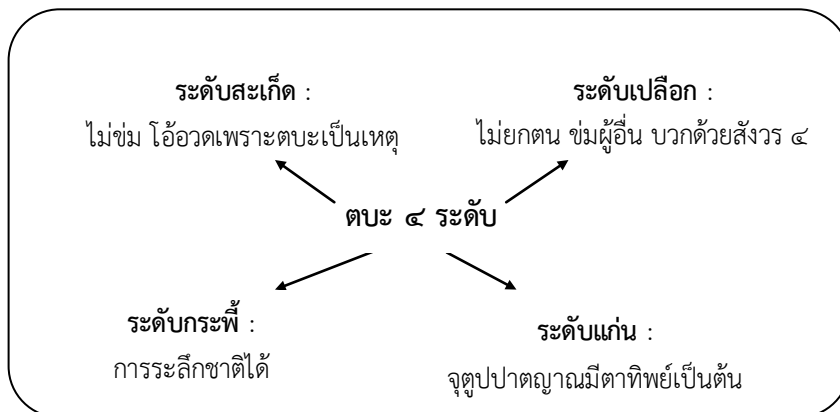 ระดับสะเก็ด :
ไม่ข่ม โอ้อวดเพราะตบะเป็นเหตุ
ระดับเปลือก :
ไม่ยกตน ข่มผู้อื่น บวกด้วยสังวร ๔
ตบะ ๔ ระดับ
ระดับกระพี้ :
การระลึกชาติได้
ระดับแก่น :
จุตูปปาตญาณมีตาทิพย์เป็นต้น